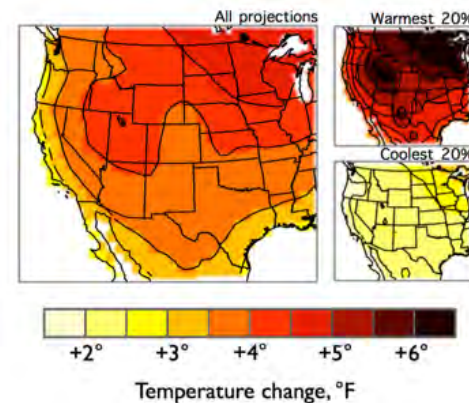 All projections
Warmest 20%
Coolest 20%
+2° +3° +4° +5° +6°
Temperature change, °F